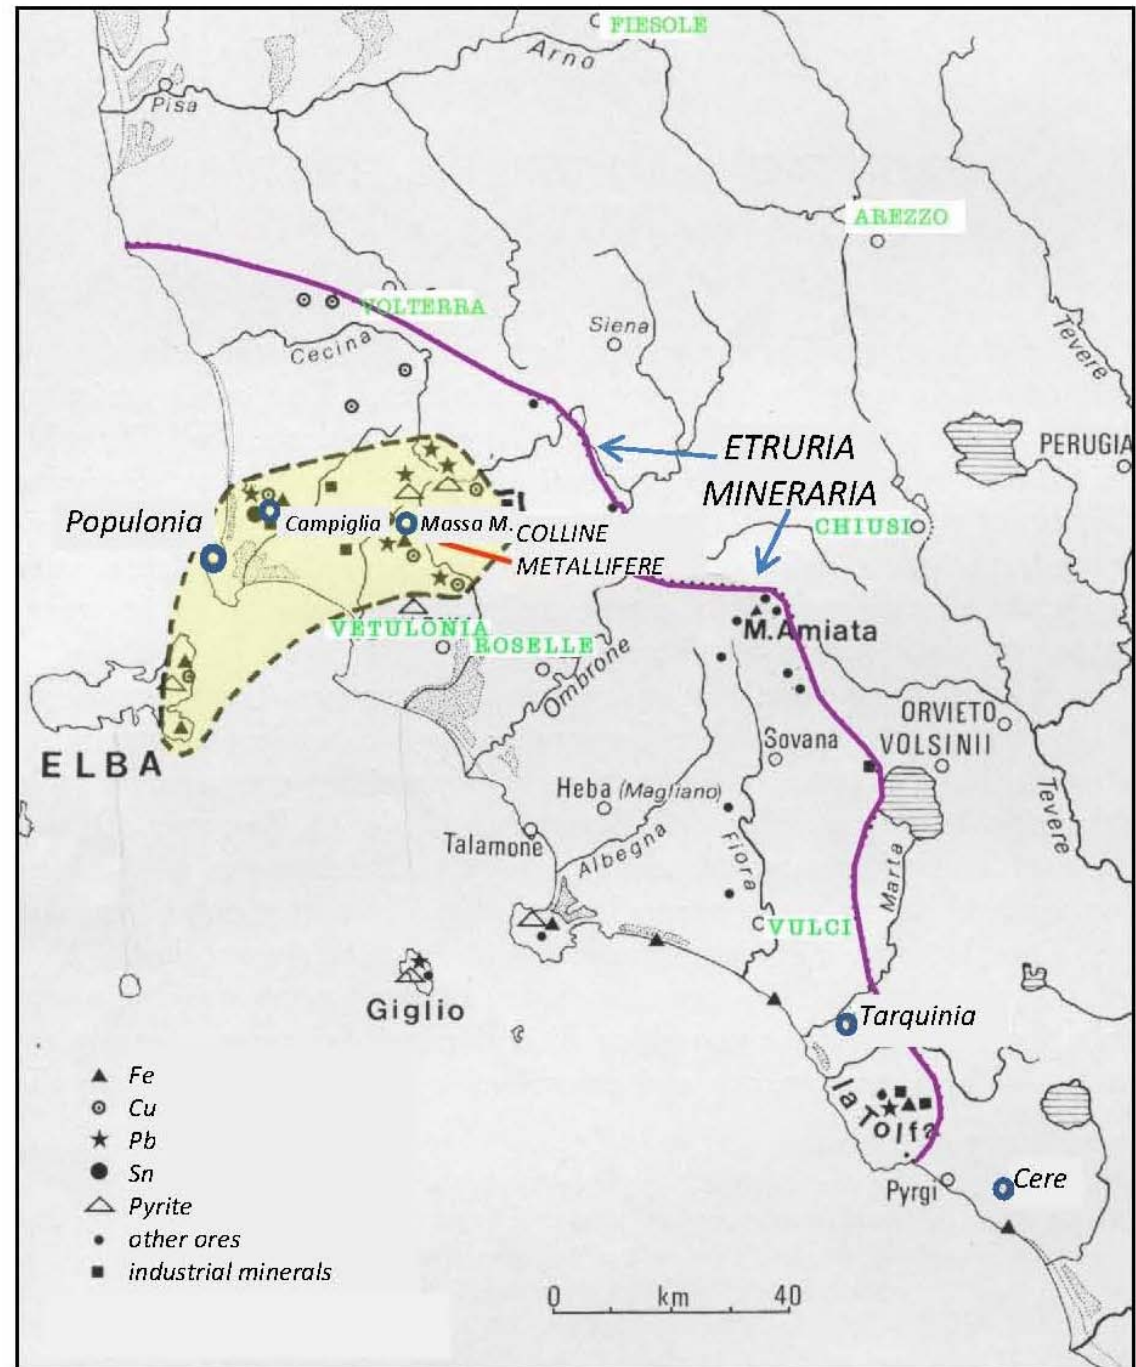 FIESOLE
Arno
Pisa
AREZZO
VOLTERRA
Siena
Cecina
Tevere
ETRURIA
MINERARIA
PERUGIA
Populonia
Campiglia
Massa M.
COLLINE
METALLIFERE
CHIUSI
VETULONIA
ROSELLE
M.Amiata
Ombrone
ORVIETO
VOLSINII
Sovana
ELBA
Heba (Magliano)
Tevere
Talamone
Albegna
Fiora
Marta
VULCI
Giglio
Tarquinia
la Tolfa
Pyrgi
Cere
Fe
Cu
Pb
Sn
Pyrite
other ores
industrial minerals
0 km 40